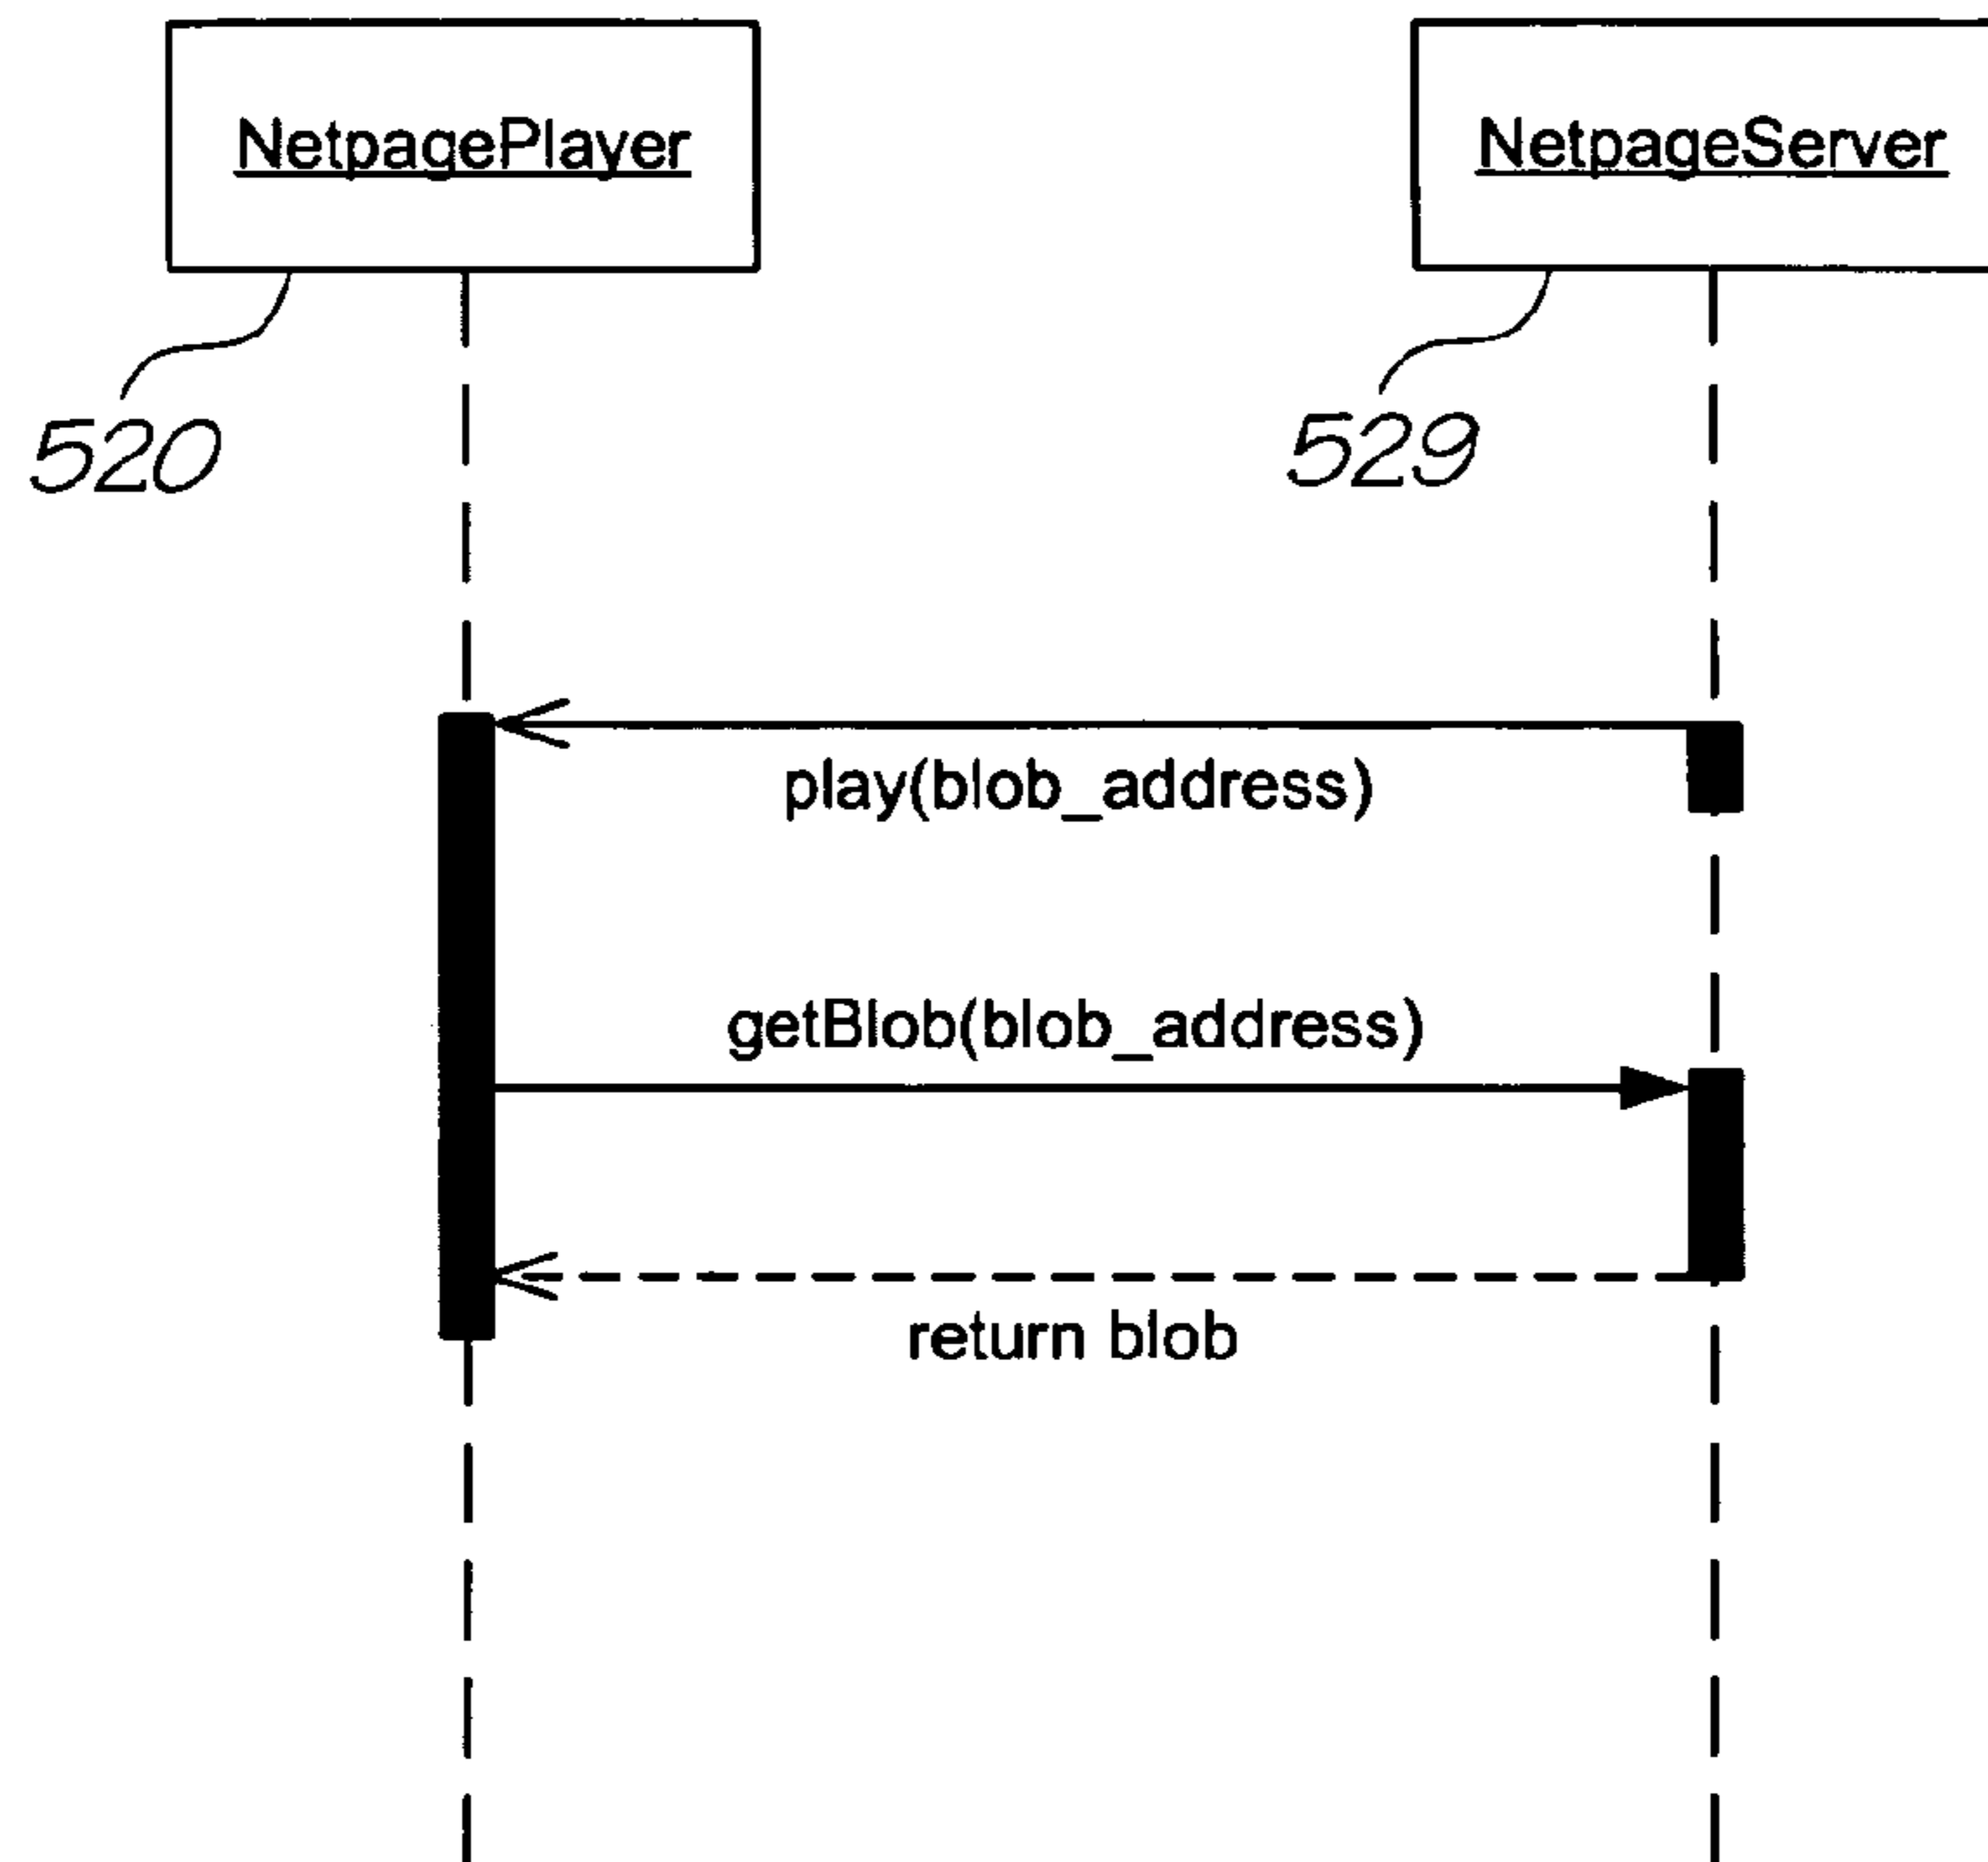 NetpagePlayer
NetpageServer
520
529
play(blob_address)
getBlob(blob_address)
return blob